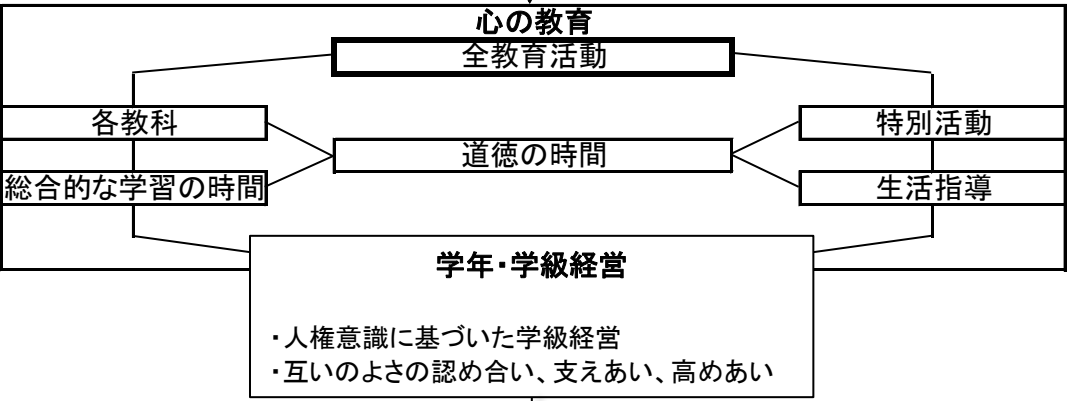 心の教育
全教育活動
各教科
特別活動
道徳の時間
総合的な学習の時間
生活指導
学年・学級経営
・人権意識に基づいた学級経営
・互いのよさの認め合い、支えあい、高めあい